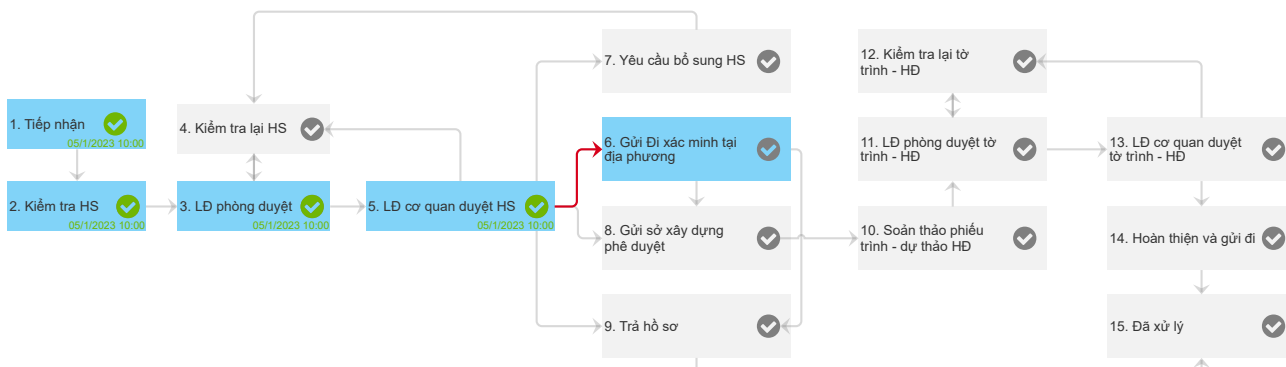 1. Tiếp nhận
05/1/2023 10:00
2. Kiểm tra HS
05/1/2023 10:00
3. LĐ phòng duyệt
05/1/2023 10:00
4. Kiểm tra lại HS
5. LĐ cơ quan duyệt HS
05/1/2023 10:00
6. Gửi Đi xác minh tại
địa phương
7. Yêu cầu bổ sung HS
8. Gửi sở xây dựng
phê duyệt
9. Trả hồ sơ
10. Soản thảo phiếu
trình - dự thảo HĐ
11. LĐ phòng duyệt tờ
trình - HĐ
12. Kiểm tra lại tờ
trình - HĐ
13. LĐ cơ quan duyệt
tờ trình - HĐ
14. Hoàn thiện và gửi đi
15. Đã xử lý